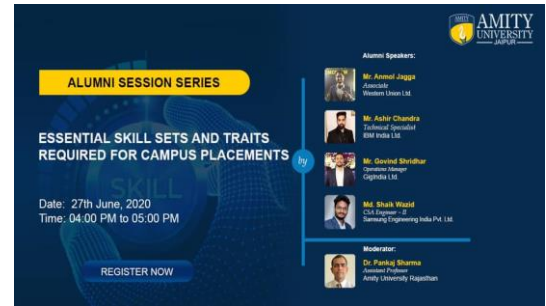 AMITY
UNIVERSITY
JAIPUR
ALUMNI SESSION SERIES
ESSENTIAL SKILL SETS AND TRAITS
REQUIRED FOR CAMPUS PLACEMENTS
by
SKILL
Date: 27th June, 2020
Time: 04:00 PM to 05:00 PM
REGISTER NOW
Alumni Speakers:
Mr. Anmol Jagga
Associate
Western Union Ltd.
Mr. Ashir Chandra
Technical Specialist
IBM India Ltd.
Mr. Govind Shridhar
Operations Manager
GigIndia Ltd.
Md. Shaik Wazid
CSA Engineer - II
Samsung Engineering India Pvt. Ltd.
Moderator:
Dr. Pankaj Sharma
Assistant Professor
Amity University Rajasthan